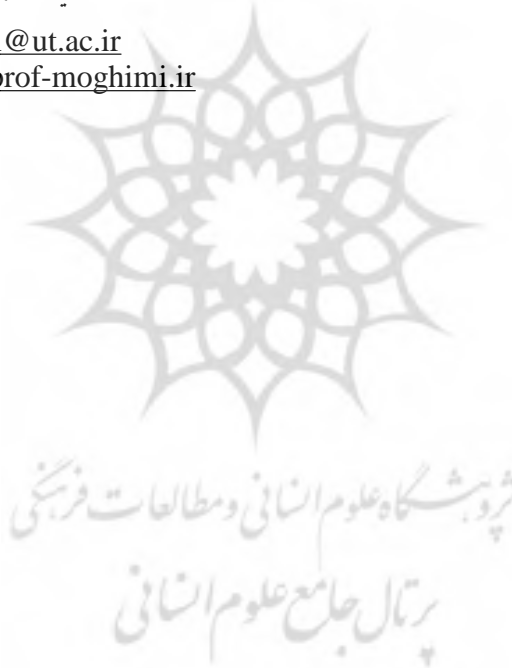 @ut.ac.ir
prof-moghimi.ir
پژوهشگاه علوم انسانی و مطالعات فرهنگی
پرتال جامع علوم انسانی